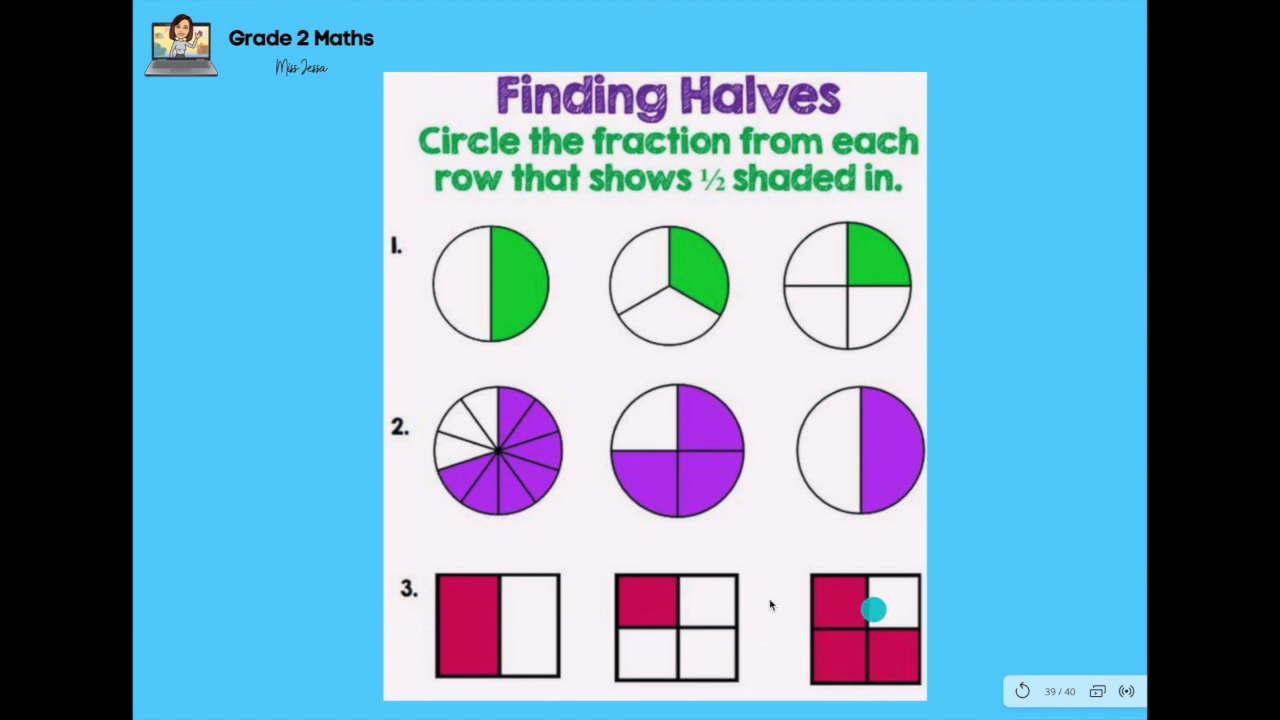 Grade 2 Maths
Miss Jessa
Finding Halves
Circle the fraction from each
row that shows ½ shaded in.
1.
2.
3.
39 / 40